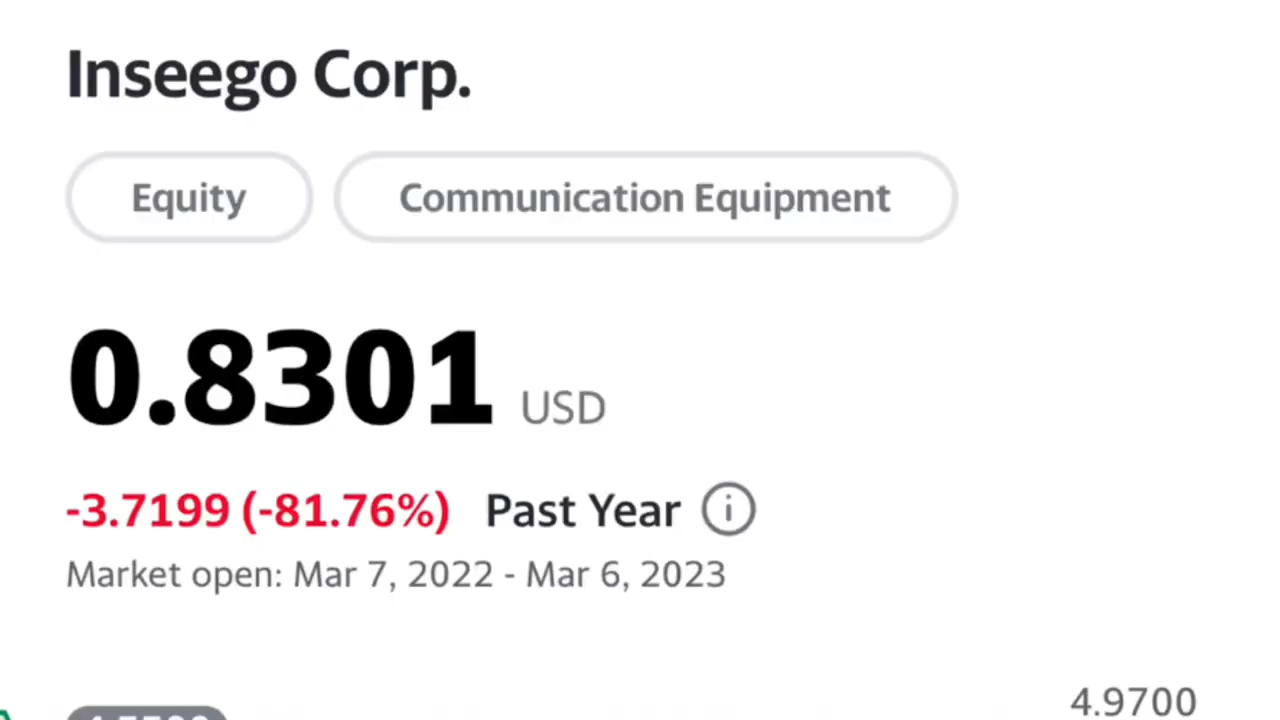 Inseego Corp.
Equity Communication Equipment
0.8301 USD
-3.7199 (-81.76%) Past Year
Market open: Mar 7, 2022 - Mar 6, 2023
4.9700